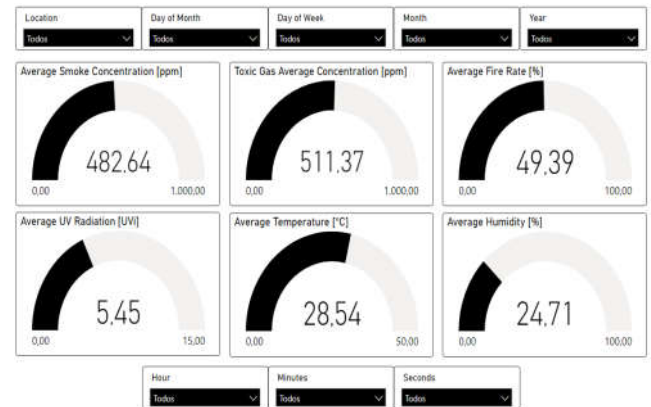 Location Day of Month Day of Week Month Year
Todos Todos Todos Todos Todos
Average Smoke Concentration [ppm] Toxic Gas Average Concentration [ppm] Average Fire Rate [%]
482,64 511,37 49,39
0,00 1.000,00 0,00 1.000,00 0,00 100,00
Average UV Radiation [UVi] Average Temperature [°C] Average Humidity [%]
5,45 28,54 24,71
0,00 15,00 0,00 50,00 0,00 100,00
Hour Minutes Seconds
Todos Todos Todos